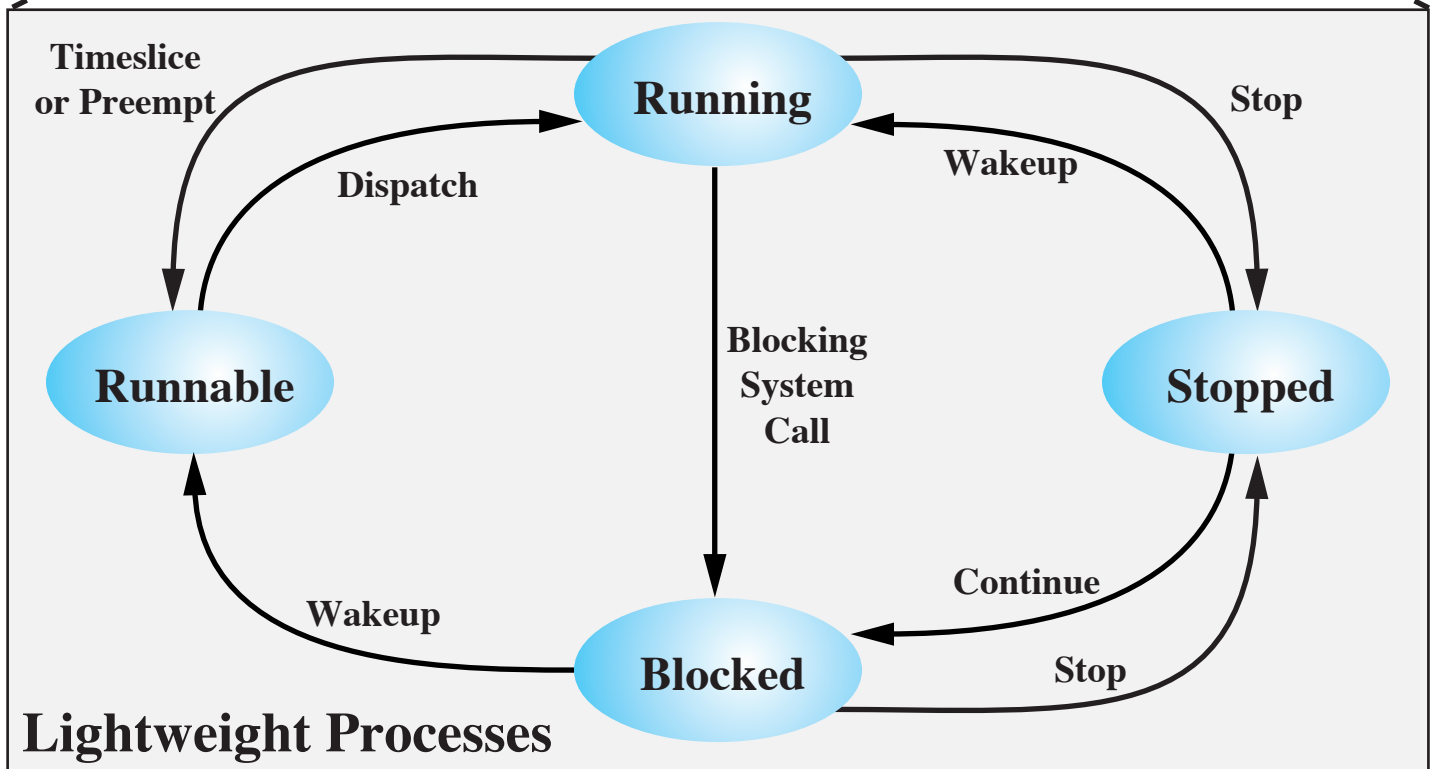 Timeslice
or Preempt
Running
Stop
Dispatch
Wakeup
Runnable
Blocking
System
Call
Stopped
Wakeup
Continue
Blocked
Stop
Lightweight Processes